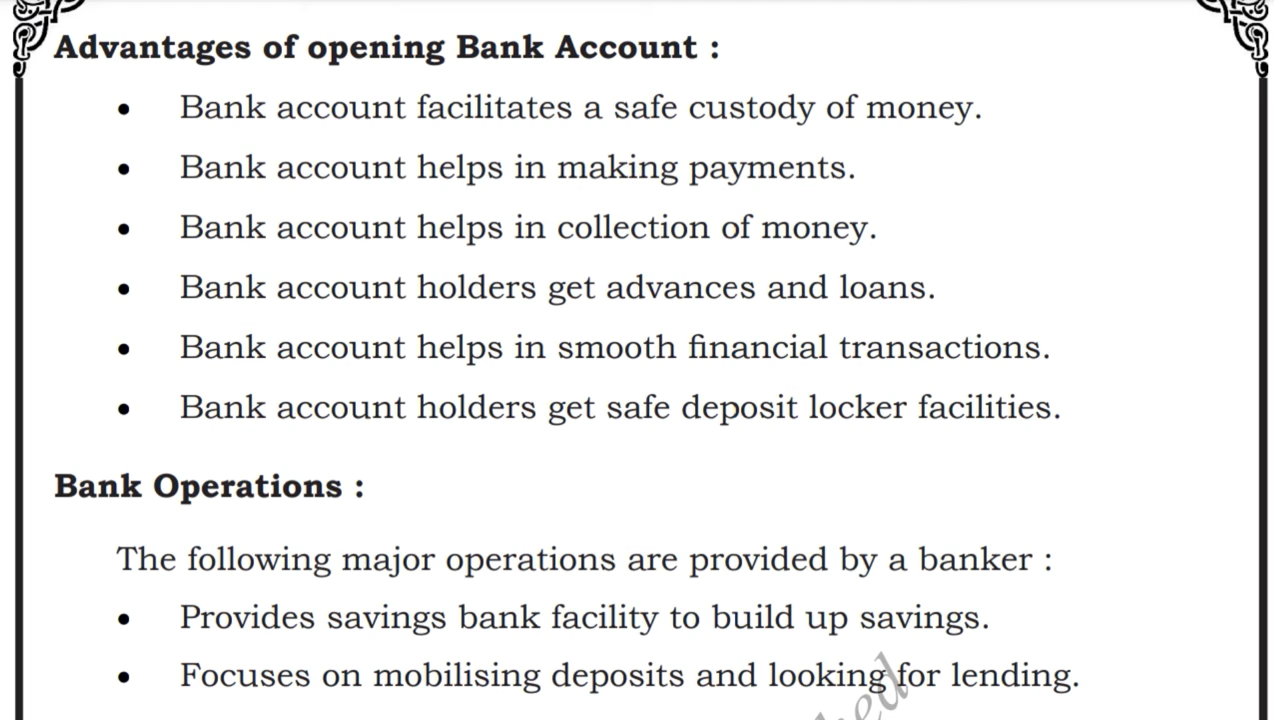 Advantages of opening Bank Account :
• Bank account facilitates a safe custody of money.
• Bank account helps in making payments.
• Bank account helps in collection of money.
• Bank account holders get advances and loans.
• Bank account helps in smooth financial transactions.
• Bank account holders get safe deposit locker facilities.
Bank Operations :
The following major operations are provided by a banker :
• Provides savings bank facility to build up savings.
• Focuses on mobilising deposits and looking for lending.